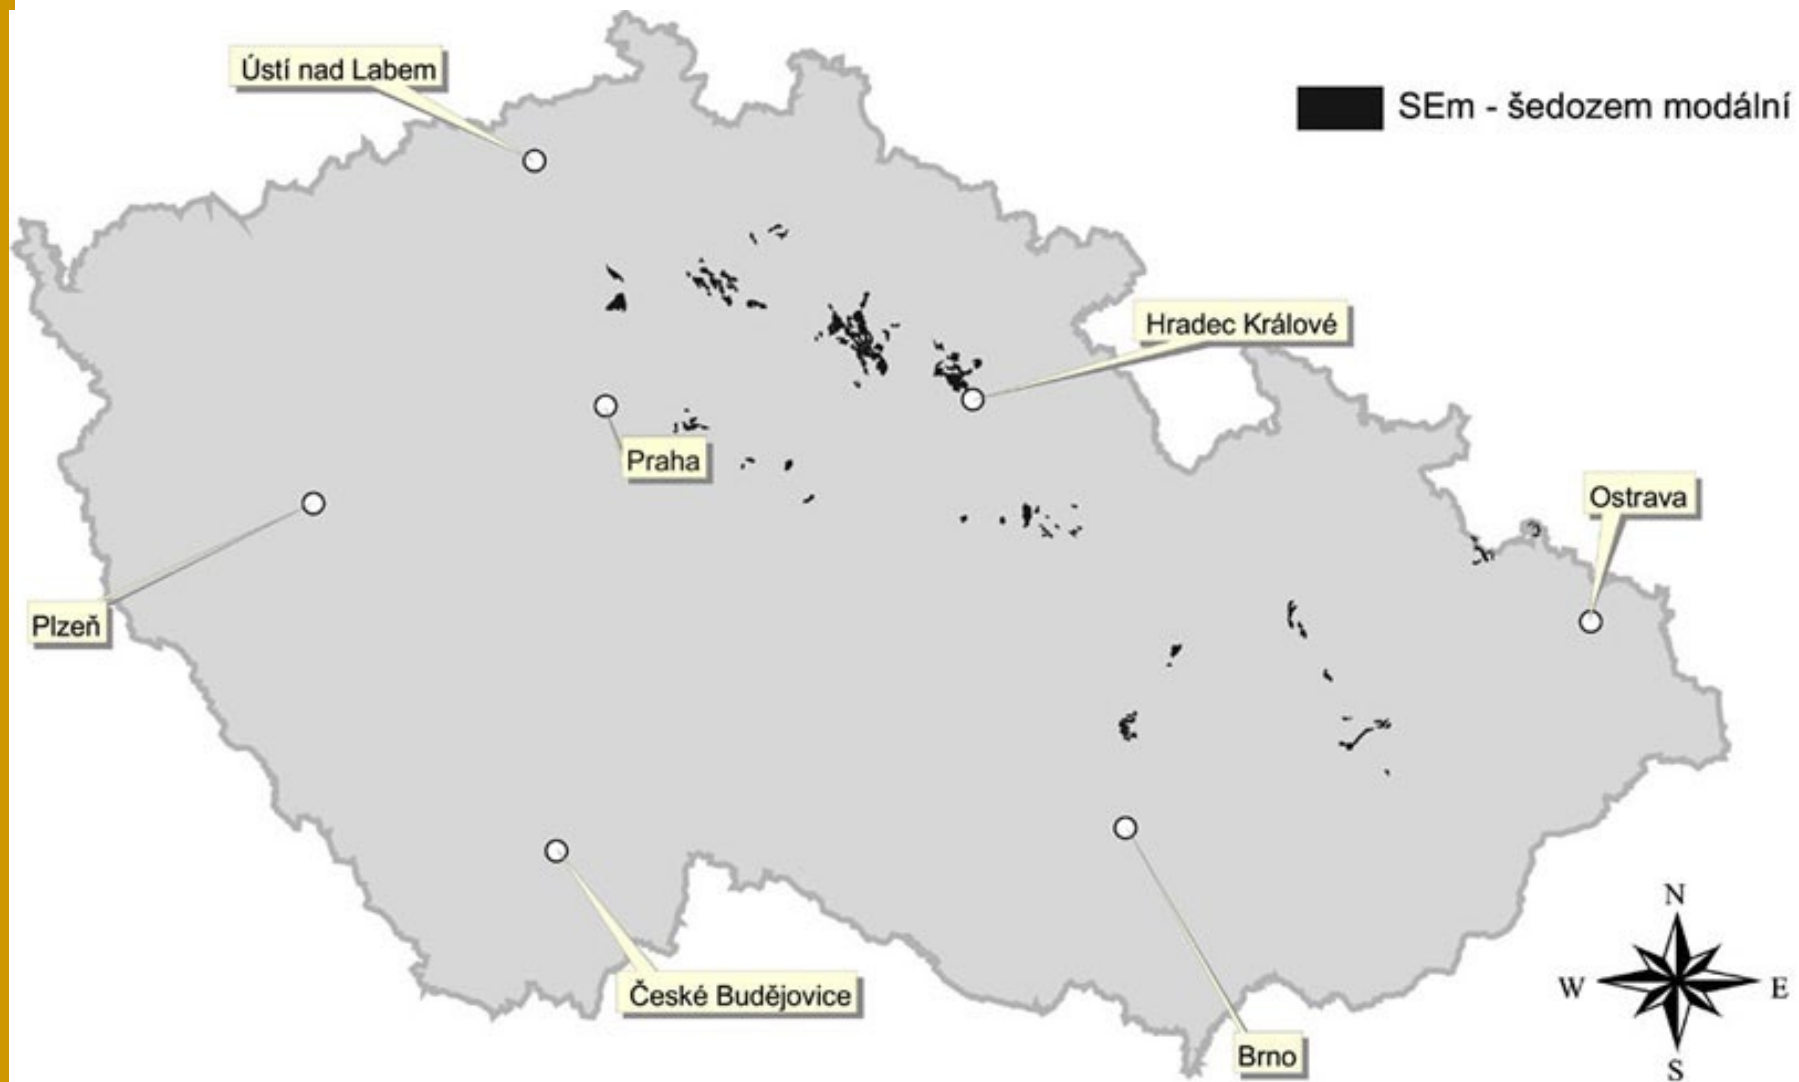 Ústí nad Labem
SEm - šedozem modální
Hradec Králové
Praha
Ostrava
Plzeň
České Budějovice
Brno
N
W
E
S